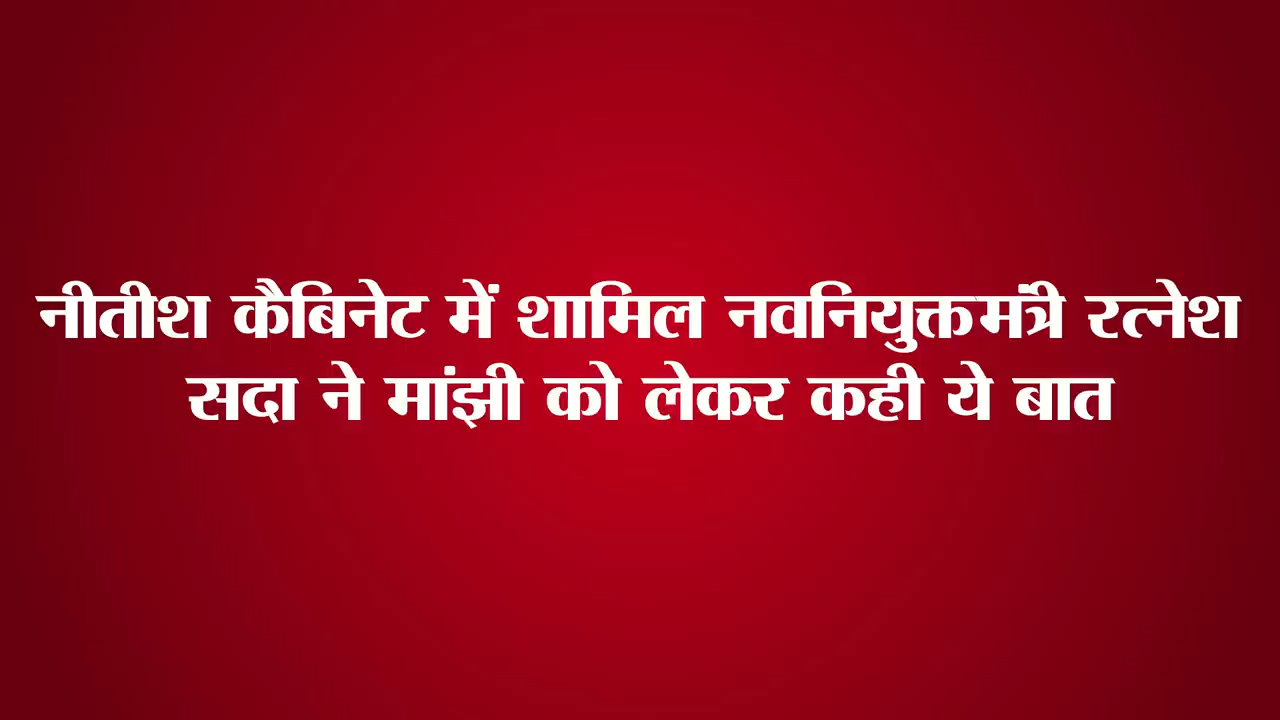 नीतीश कैबिनेट में शामिल नवनियुक्तमंत्री रत्नेश
सदा ने मांझी को लेकर कही ये बात